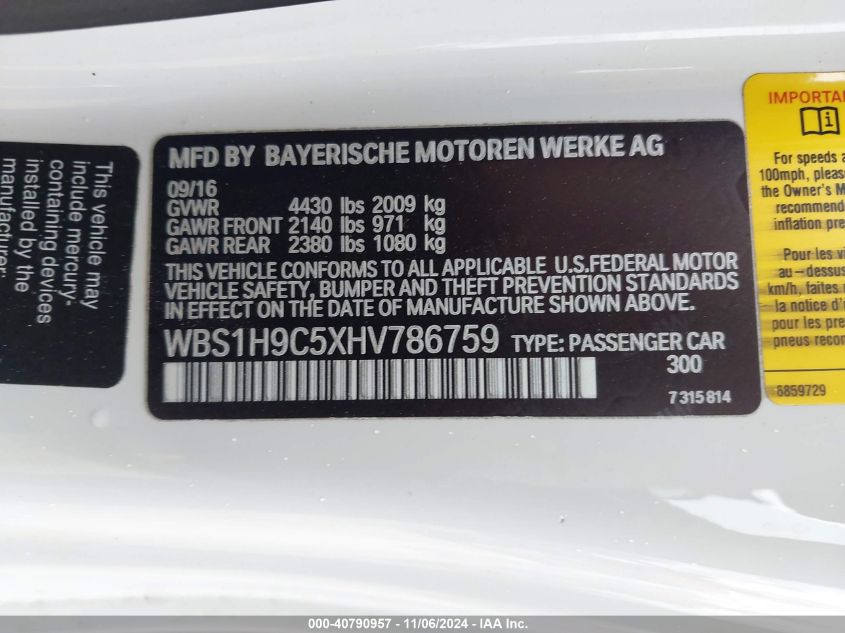 MFD BY BAYERISCHE MOTOREN WERKE AG
09/16
GVWR 4430 lbs 2009 kg
GAWR FRONT 2140 lbs 971 kg
GAWR REAR 2380 lbs 1080 kg
THIS VEHICLE CONFORMS TO ALL APPLICABLE U.S.FEDERAL MOTOR
VEHICLE SAFETY, BUMPER AND THEFT PREVENTION STANDARDS
IN EFFECT ON THE DATE OF MANUFACTURE SHOWN ABOVE.
WBS1H9C5XHV786759 TYPE: PASSENGER CAR
300
7315814
This vehicle may
include mercury-
containing devices
installed by the
manufacturer:
IMPORTA
For speeds a
100mph, please
the Owner's M
recommend
inflation pre
Pour les vi
au-dessus
km/h, faites
la notice d'
pour les
pneus recom
6859729
000-40790957 - 11/06/2024 - IAA Inc.